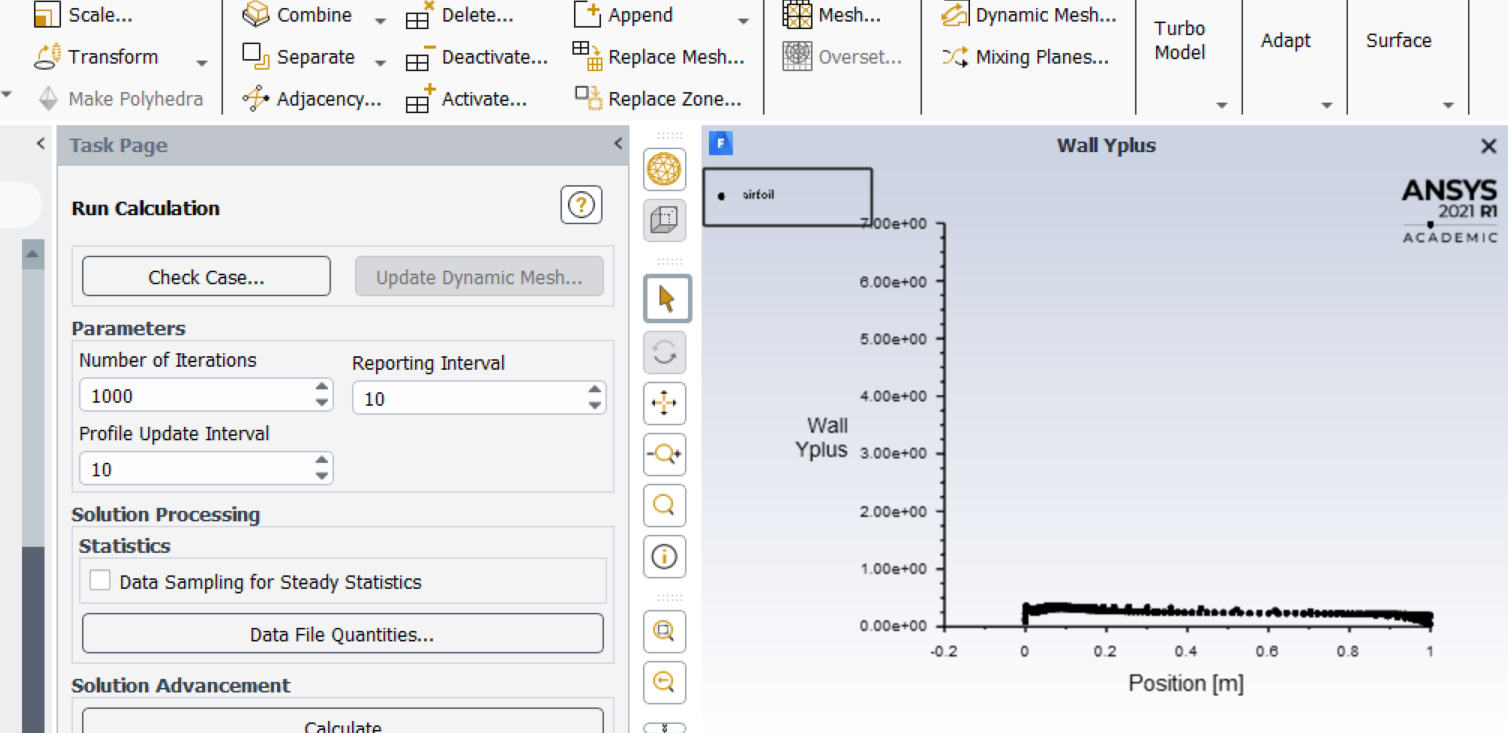 Scale...
Combine
Delete...
Append
Mesh...
Dynamic Mesh...
Turbo
Model
Adapt
Surface
Transform
Separate
Deactivate...
Replace Mesh...
Overset...
Mixing Planes...
Make Polyhedra
Adjacency...
Activate...
Replace Zone...
Task Page
Run Calculation
Check Case...
Update Dynamic Mesh...
Parameters
Number of Iterations
Reporting Interval
1000
10
Profile Update Interval
10
Solution Processing
Statistics
Data Sampling for Steady Statistics
Data File Quantities...
Solution Advancement
Calculate
F
Wall Yplus
airfoil
ANSYS
2021 R1
ACADEMIC
7.00e+00
6.00e+00
5.00e+00
4.00e+00
3.00e+00
2.00e+00
1.00e+00
0.00e+00
Wall
Yplus
-0.2
0
0.2
0.4
0.6
0.8
1
Position [m]